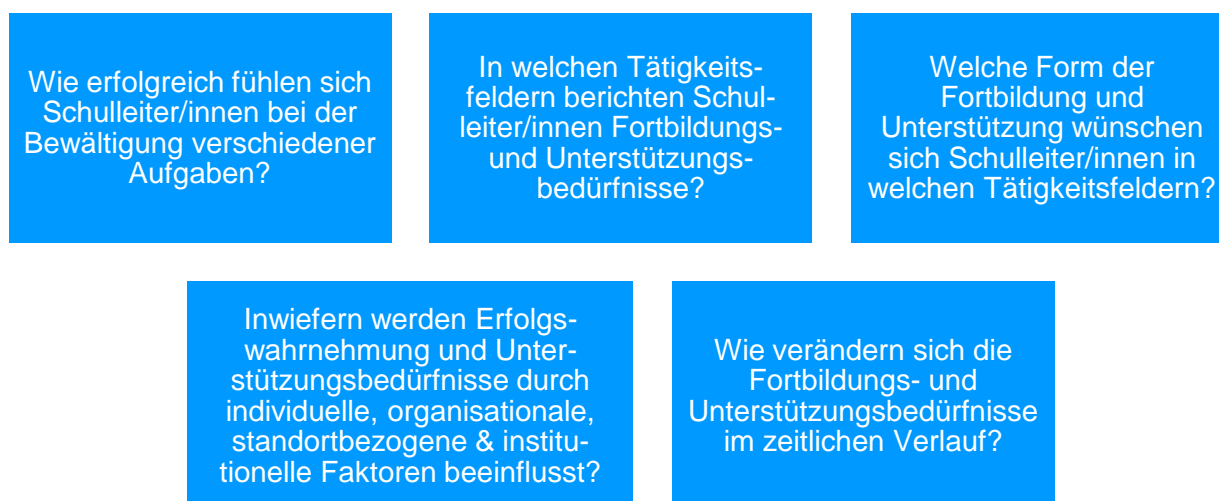 Wie erfolgreich fühlen sich
Schulleiter/innen bei der
Bewältigung verschiedener
Aufgaben?
In welchen Tätigkeits-
feldern berichten Schul-
leiter/innen Fortbildungs-
und Unterstützungs-
bedürfnisse?
Welche Form der
Fortbildung und
Unterstützung wünschen
sich Schulleiter/innen in
welchen Tätigkeitsfeldern?
Inwiefern werden Erfolgs-
wahrnehmung und Unter-
stützungsbedürfnisse durch
individuelle, organisationale,
standortbezogene & institu-
tionelle Faktoren beeinflusst?
Wie verändern sich die
Fortbildungs- und
Unterstützungsbedürfnisse
im zeitlichen Verlauf?